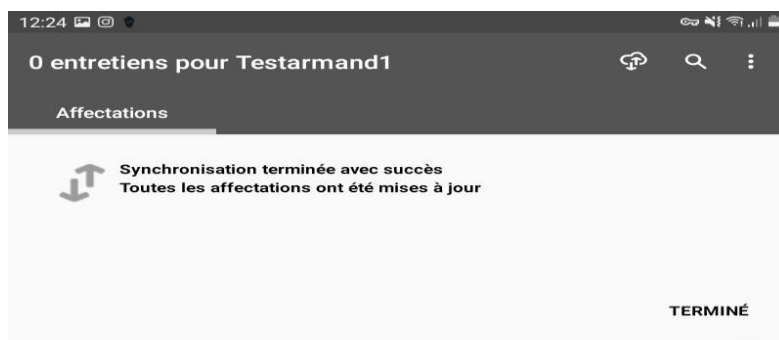 12:24
0 entretiens pour Testarmand1
Affectations
Synchronisation terminée avec succès
Toutes les affectations ont été mises à jour
TERMINÉ